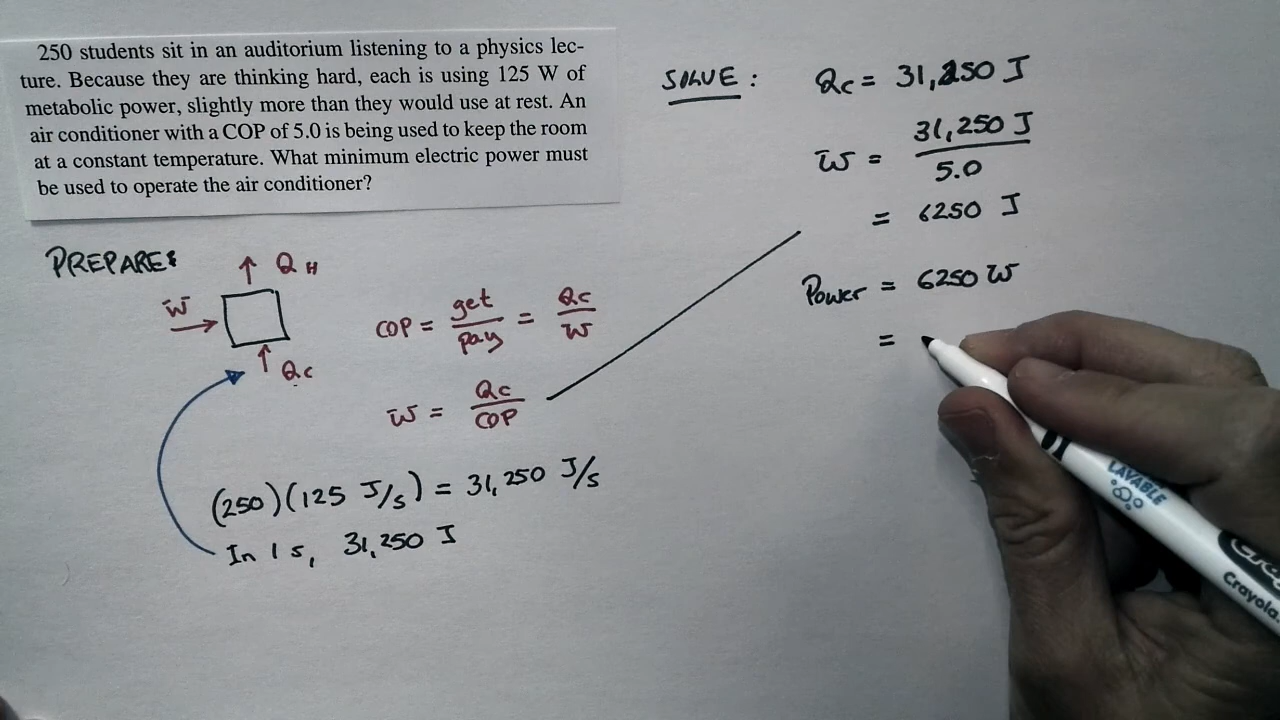 250 students sit in an auditorium listening to a physics lec-
ture. Because they are thinking hard, each is using 125 W of
metabolic power, slightly more than they would use at rest. An
air conditioner with a COP of 5.0 is being used to keep the room
at a constant temperature. What minimum electric power must
be used to operate the air conditioner?
PREPARE:
QH
W
Qc
COP = get/pay = Qc/W
W = Qc/COP
(250)(125 J/s) = 31,250 J/s
In 1 s, 31,250 J
SOLVE:
Qc = 31,250 J
W = 31,250 J / 5.0
= 6250 J
Power = 6250 W
=
LAVABLE
Crayola